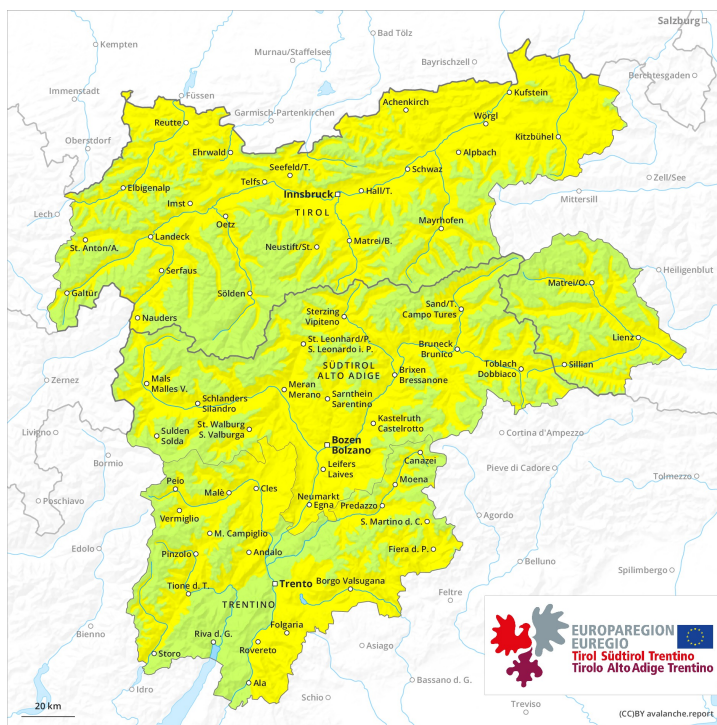 Salzburg
Kempten
Bad Tölz
Murnau/Staffelsee
Bayrischzell
Berchtesgaden
Immenstadt
Füssen
Kufstein
Achenkirch
Garmisch-Partenkirchen
Reutte
Wörgl
Oberstdorf
Kitzbühel
Ehrwald
Alpbach
Seefeld/T.
Schwaz
Zell/See
Telfs
Elbigenalp
Innsbruck
Hall/T.
Mittersill
Imst
TIROL
Lech
Oetz
Mayrhofen
Landeck
Neustift/St.
Matrei/B.
St. Anton/A.
Serfaus
Heiligenblut
Galtür
Sölden
Matrei/O.
Nauders
Sterzing
Vipiteno
Sand/T.
Campo Tures
Lienz
St. Leonhard/P.
S. Leonardo i. P.
Bruneck
Brunico
SÜDTIROL
ALTO ADIGE
Toblach
Dobbiaco
Sillian
Zernez
Mals
Malles V.
Meran
Merano
Brixen
Bressanone
Schlanders
Silandro
Sarnthein
Sarentino
St. Walburg
S. Valburga
Kastelruth
Castelrotto
Livigno
Sulden
Solda
Bozen
Bolzano
Cortina d'Ampezzo
Bormio
Canazei
Leifers
Laives
Pieve di Cadore
Tolmezzo
Peio
Moena
Poschiavo
Malè
Cles
Neumarkt
Egna
Predazzo
Agordo
Vermiglio
S. Martino d. C.
M. Campiglio
Edolo
Pinzolo
Andalo
Fiera d. P.
Belluno
Spilimbergo
Trento
Borgo Valsugana
Tione d. T.
Feltre
TRENTINO
Folgaria
Bienno
Riva d. G.
EUROPAREGION
EUREGIO
Rovereto
Asiago
Storo
Tirol Südtirol Trentino
Tirolo Alto Adige Trentino
Ala
Idro
Bassano d. G.
Schio
Treviso
20 km
(CC)BY avalanche.report